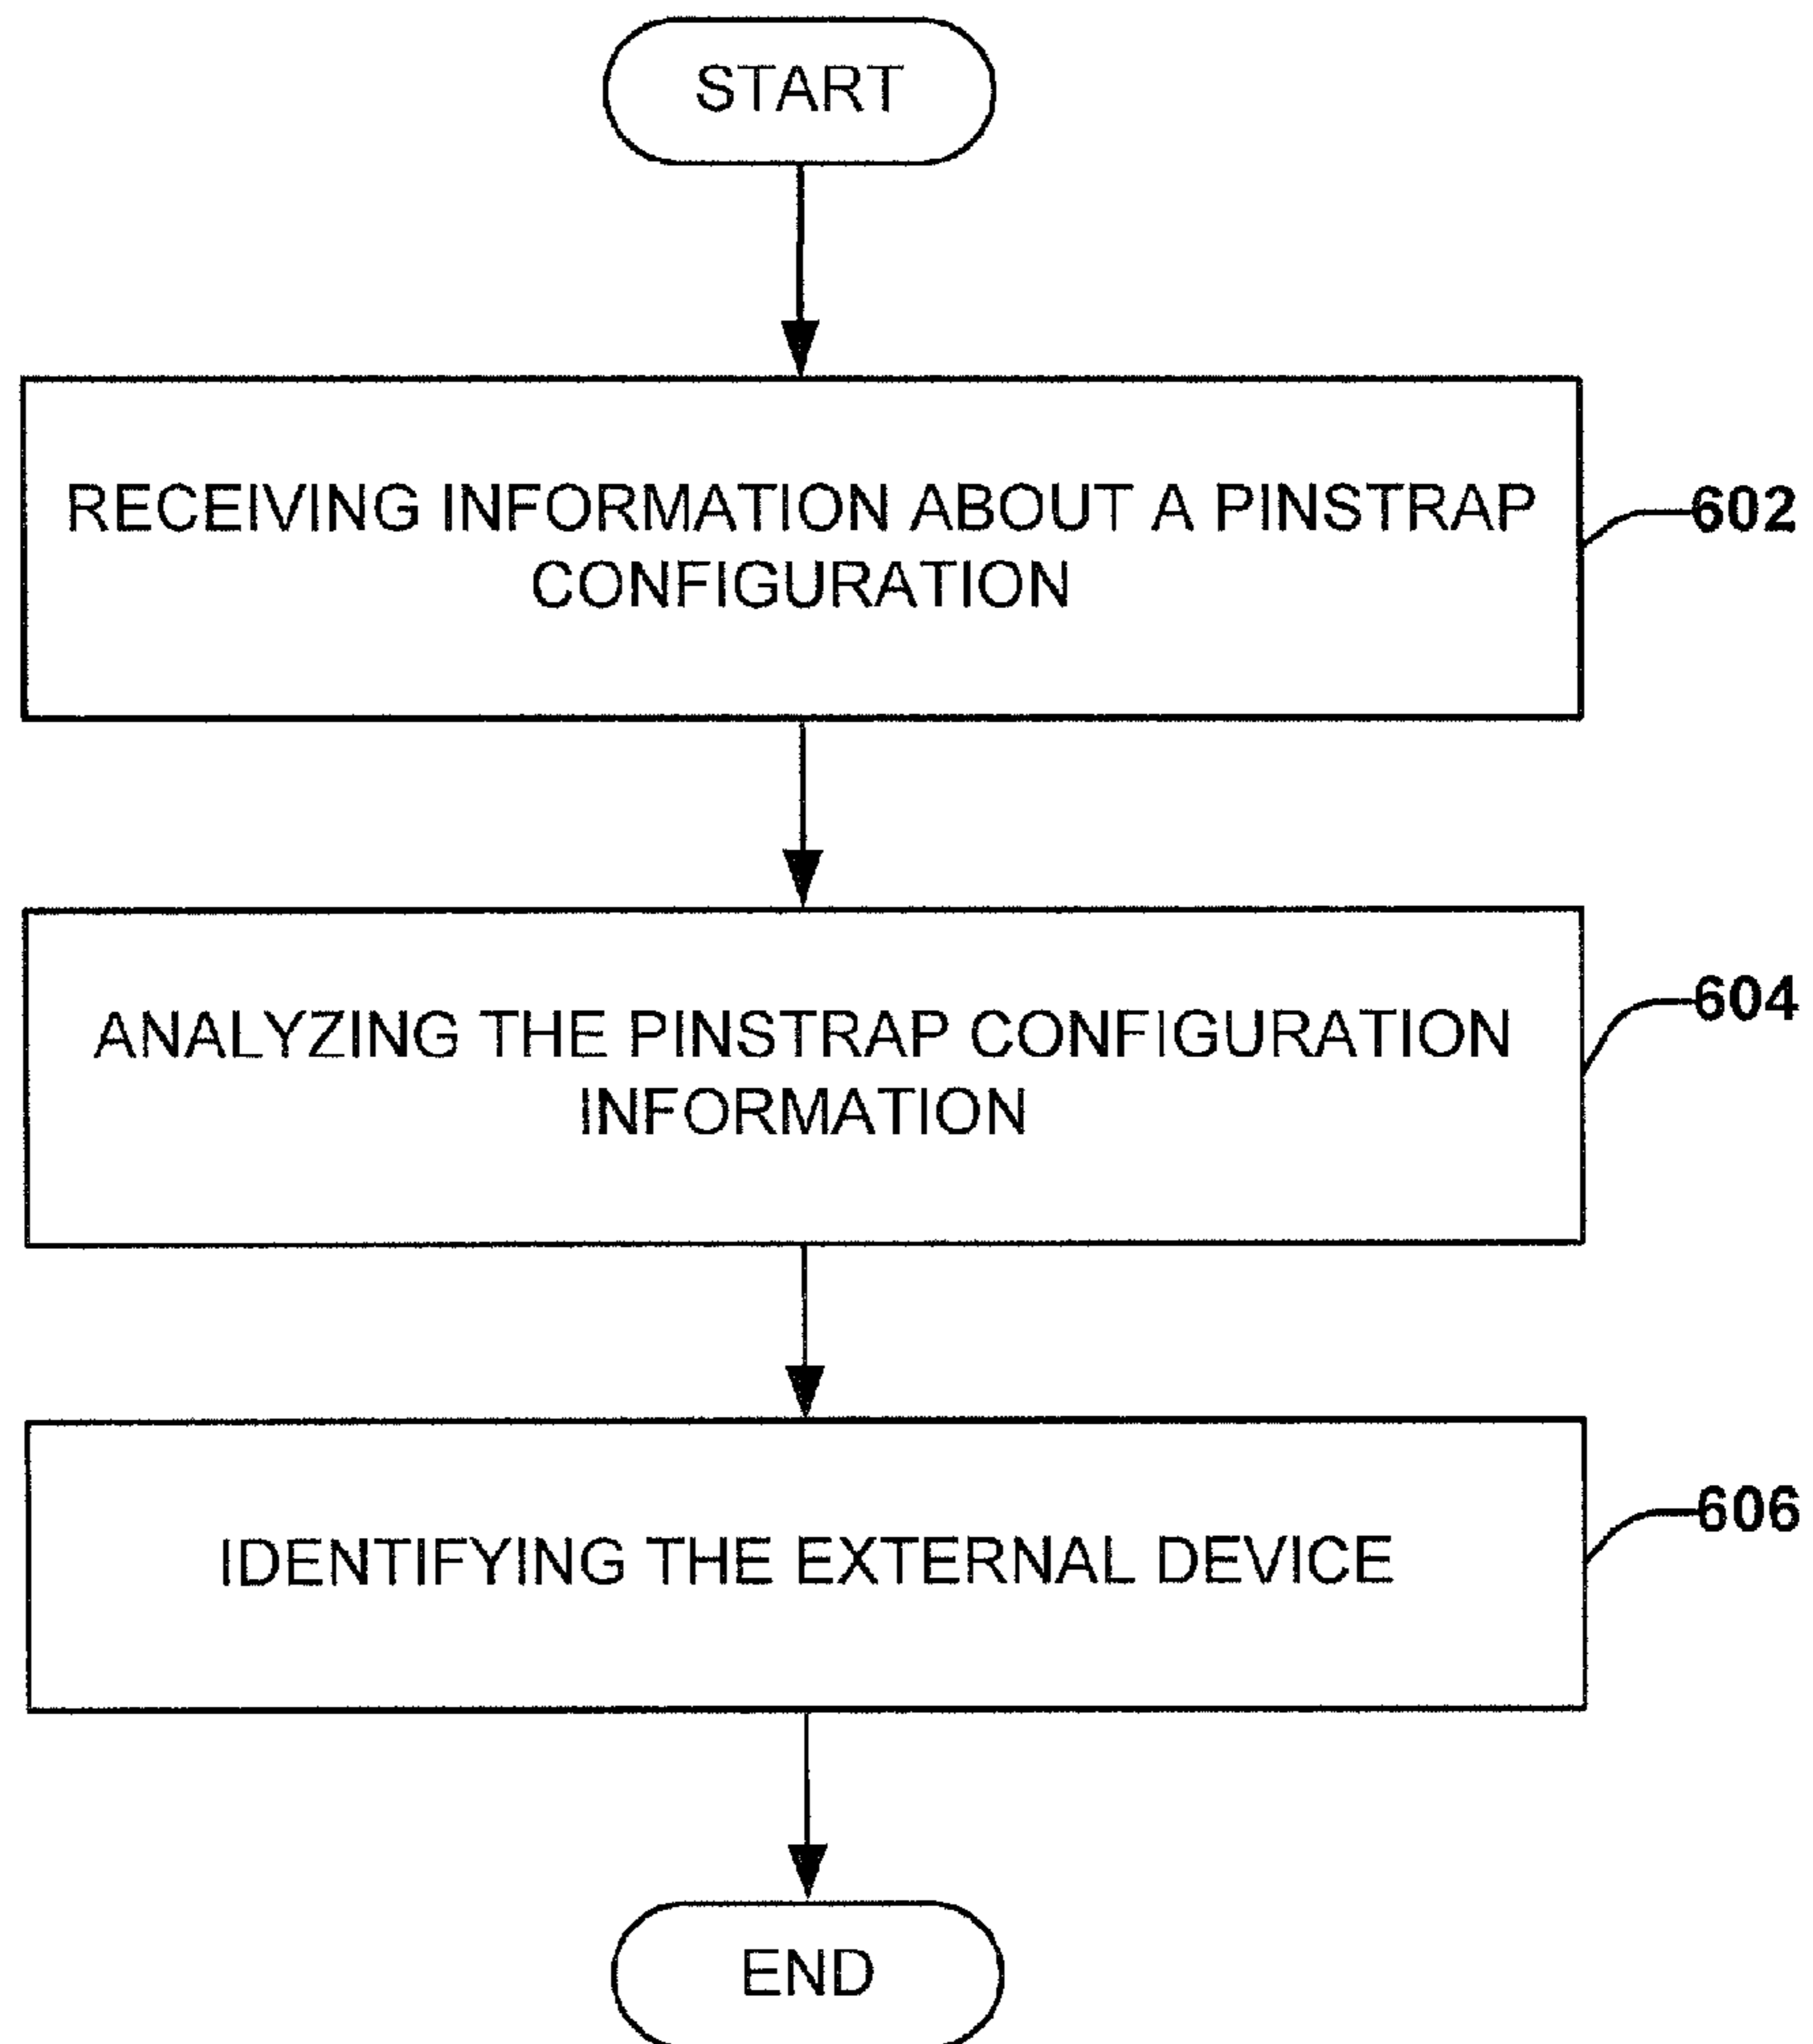 START
RECEIVING INFORMATION ABOUT A PINSTRAP
CONFIGURATION
602
ANALYZING THE PINSTRAP CONFIGURATION
INFORMATION
604
IDENTIFYING THE EXTERNAL DEVICE
606
END